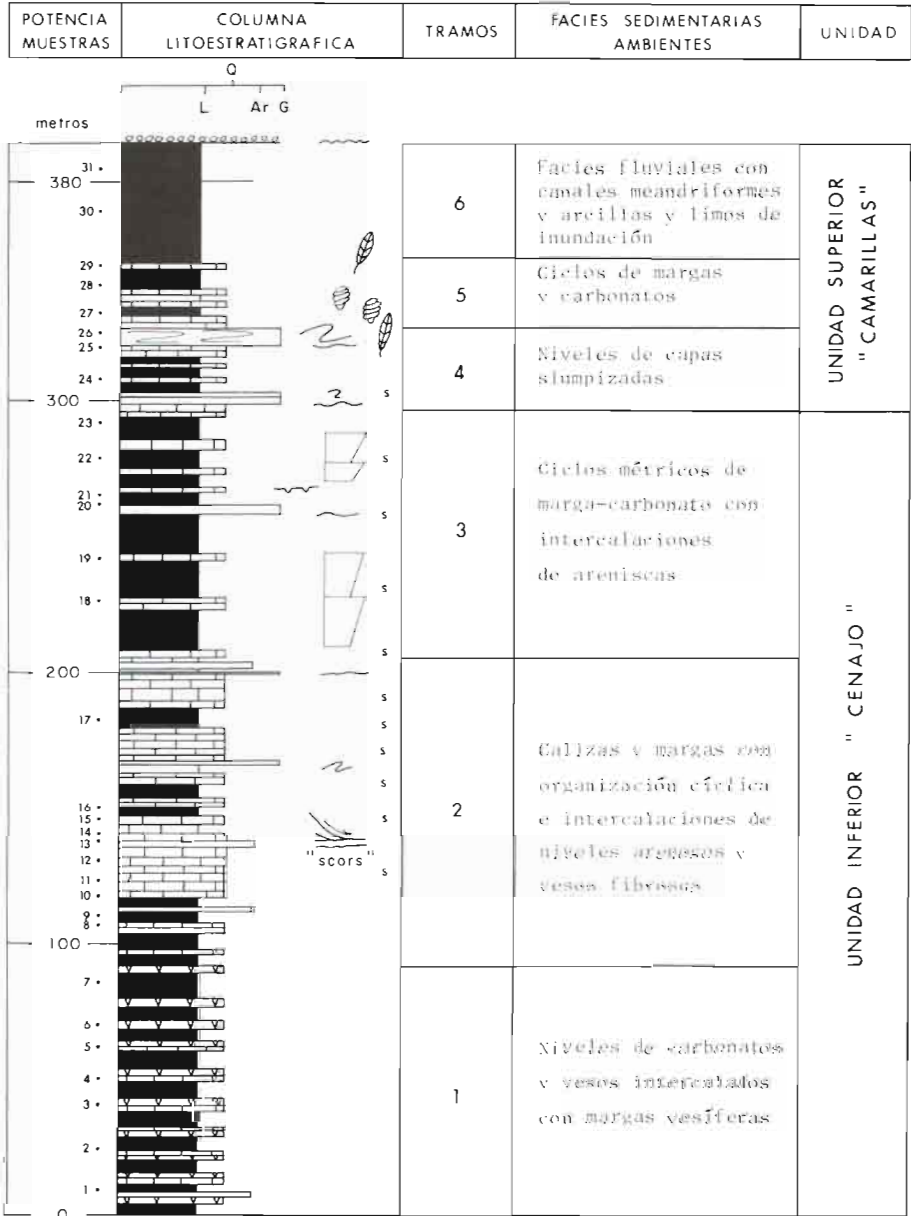 POTENCIA
MUESTRAS
COLUMNA
LITOESTRATIGRAFICA
TRAMOS
FACIES SEDIMENTARIAS
AMBIENTES
UNIDAD
Q
L Ar G
metros
31
380
30
29
28
27
26
25
24
300
23
22
21
20
19
18
200
17
16
15
14
13
12
11
10
9
8
100
7
6
5
4
3
2
1
0
s
s
s
s
s
s
s
s
s
s
s
s
"scors"
6
Facies fluviales con
canales meandriformes
y arcillas y limos de
inundación
5
Ciclos de margas
y carbonatos
4
Niveles de capas
slumpizadas
3
Ciclos métricos de
marga-carbonato con
intercalaciones
de areniscas
2
Calizas y margas con
organización cíclica
e intercalaciones de
niveles arenosos y
yesos fibrosos
1
Niveles de carbonatos
y yesos intercalados
con margas yesíferas
UNIDAD SUPERIOR
"CAMARILLAS"
UNIDAD INFERIOR "CENAJO"